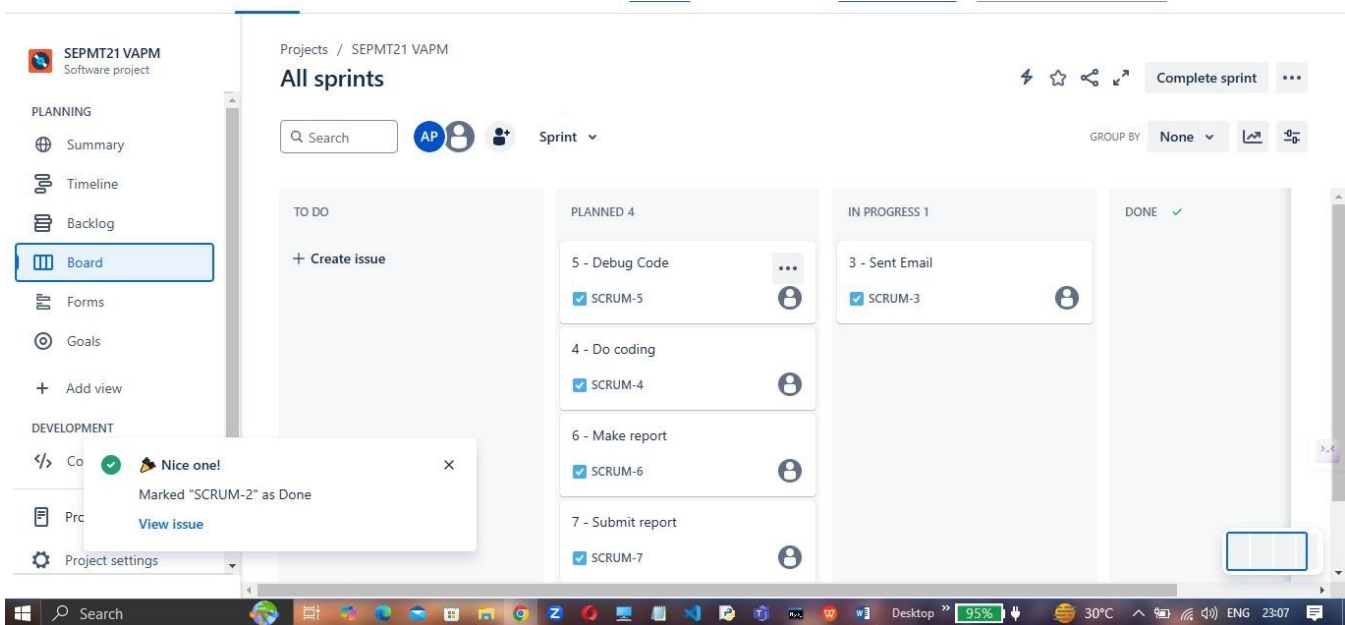 SEPMT21 VAPM
Software project
PLANNING
Summary
Timeline
Backlog
Board
Forms
Goals
+ Add view
DEVELOPMENT
</> Co
Pro
Project settings
Projects / SEPMT21 VAPM
All sprints
Complete sprint
Search
AP
Sprint
GROUP BY None
TO DO
+ Create issue
PLANNED 4
5 - Debug Code
SCRUM-5
4 - Do coding
SCRUM-4
6 - Make report
SCRUM-6
7 - Submit report
SCRUM-7
IN PROGRESS 1
3 - Sent Email
SCRUM-3
DONE
Nice one!
Marked "SCRUM-2" as Done
View issue
Search
Desktop
95%
30°C
ENG
23:07